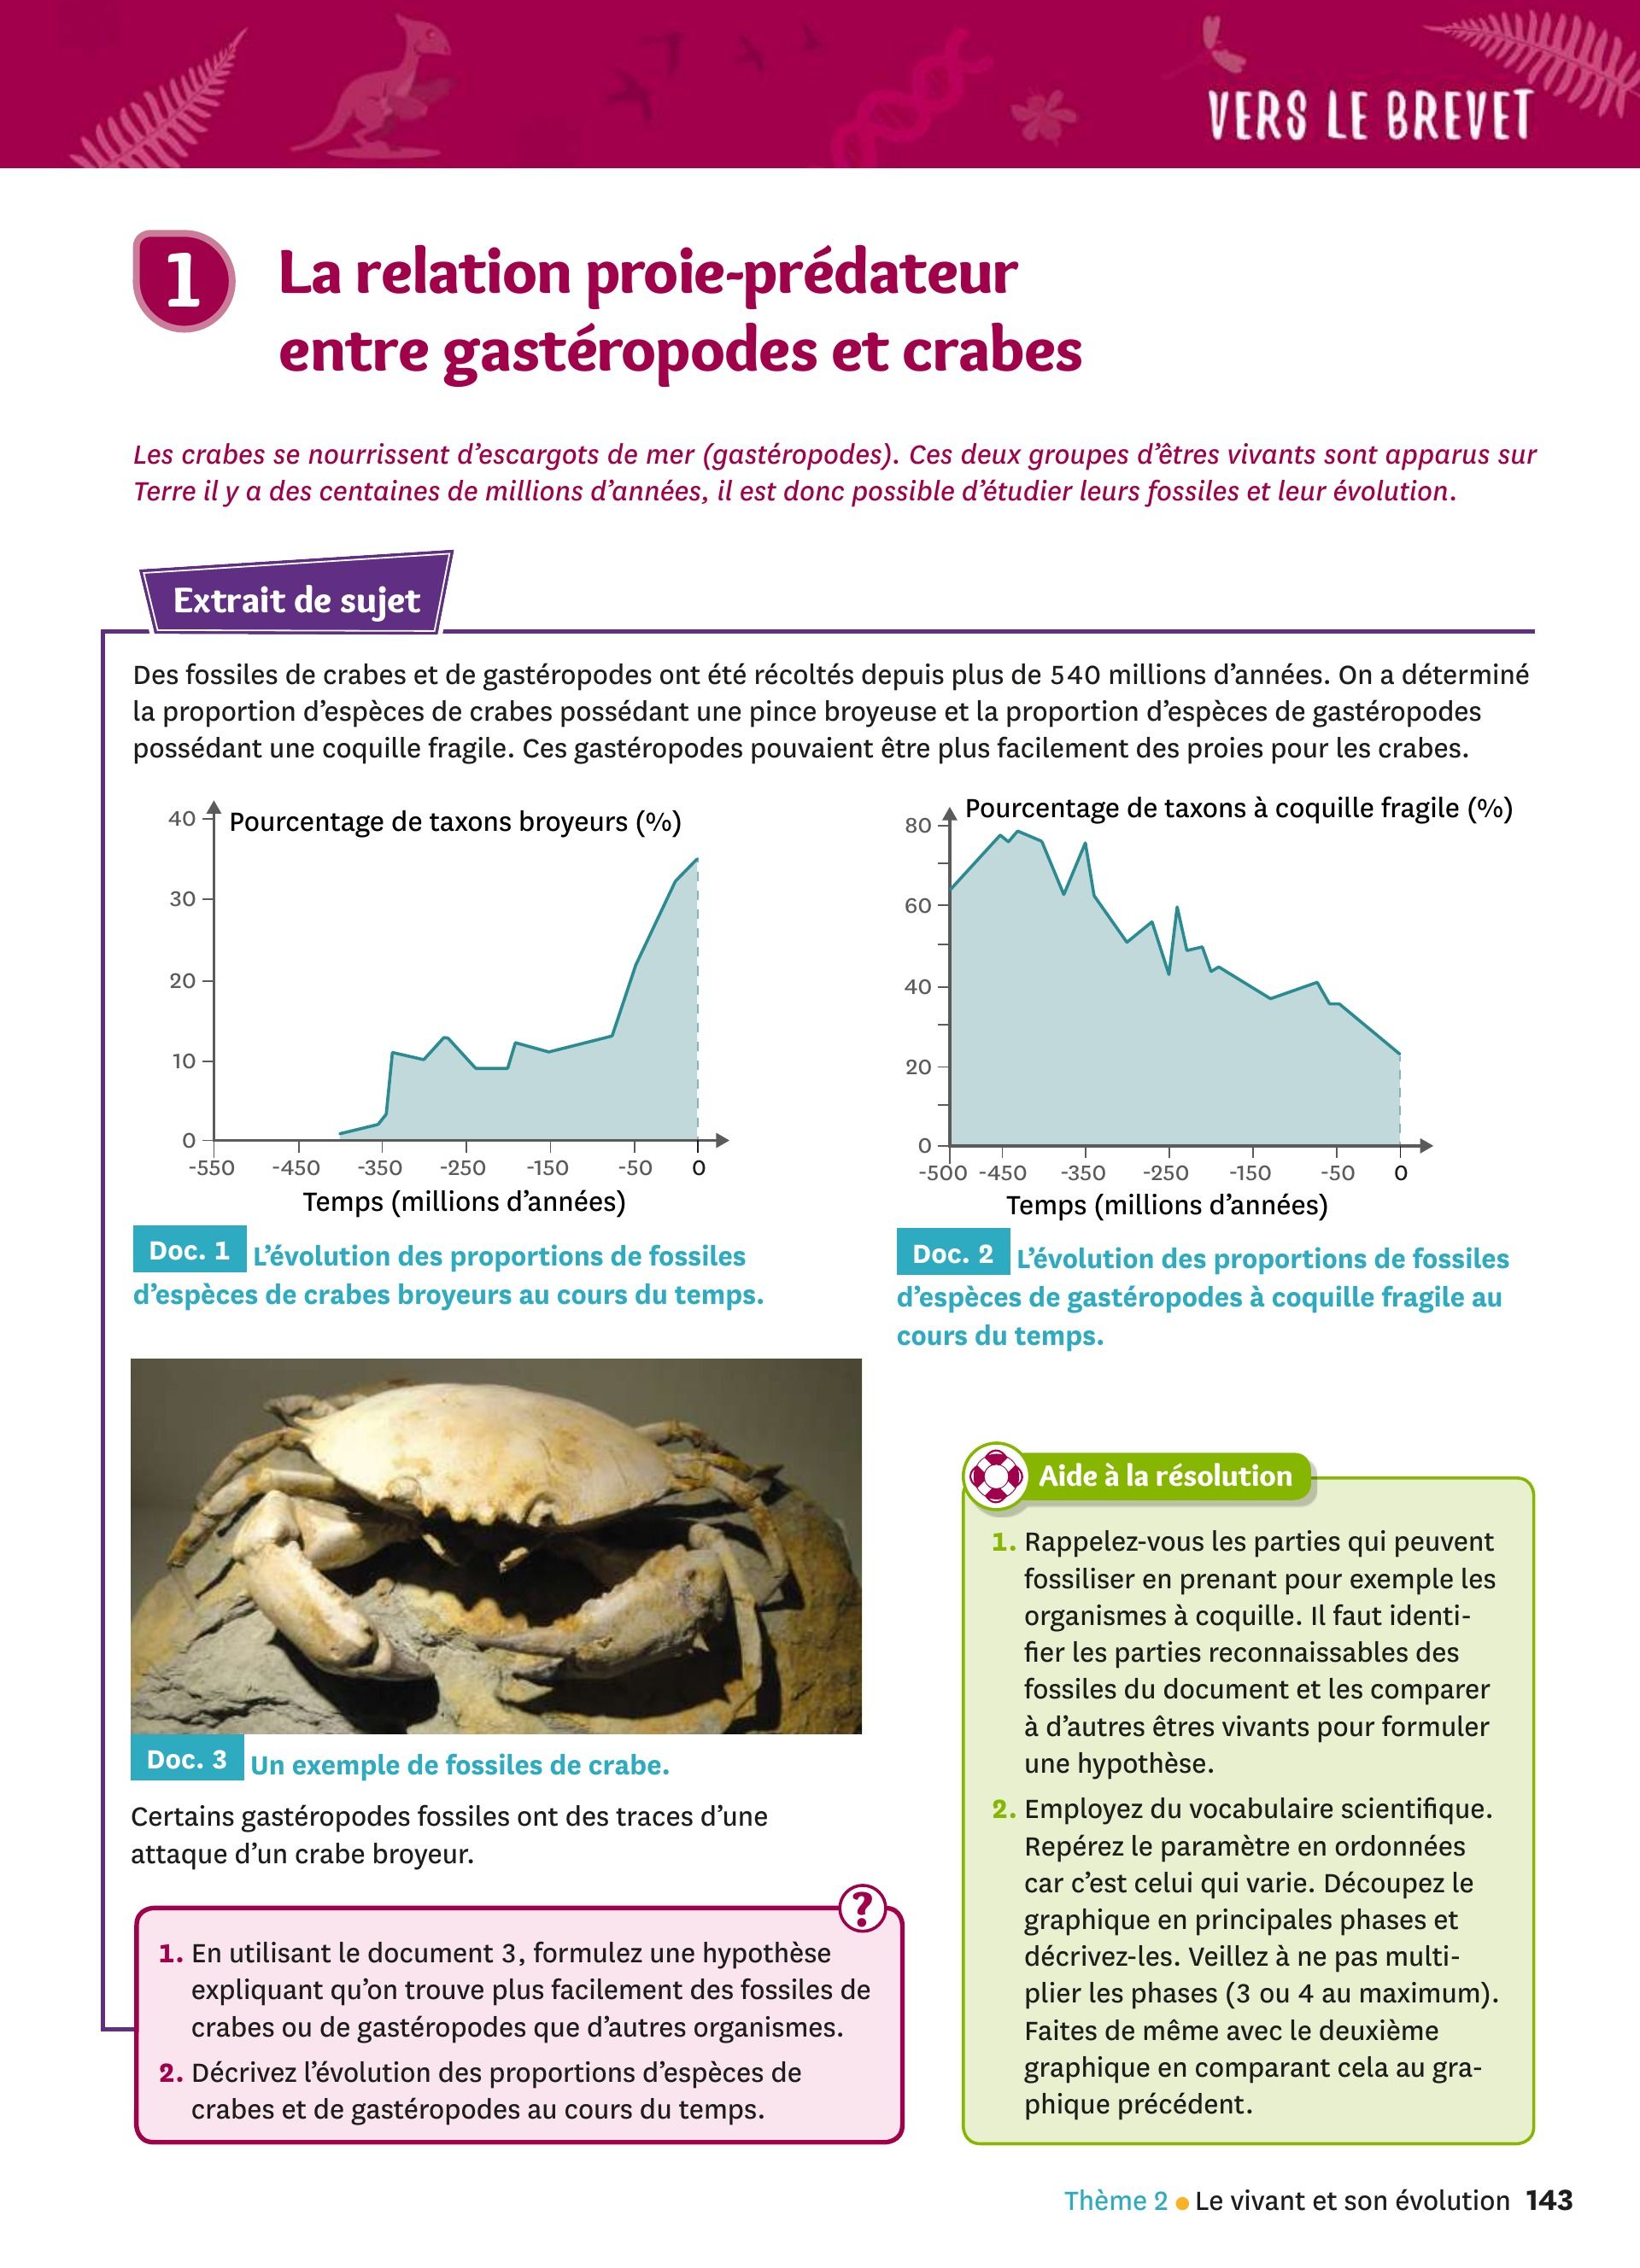 VERS LE BREVET
1
La relation proie-prédateur
entre gastéropodes et crabes
Les crabes se nourrissent d'escargots de mer (gastéropodes). Ces deux groupes d'êtres vivants sont apparus sur
Terre il y a des centaines de millions d'années, il est donc possible d'étudier leurs fossiles et leur évolution.
Extrait de sujet
Des fossiles de crabes et de gastéropodes ont été récoltés depuis plus de 540 millions d'années. On a déterminé
la proportion d'espèces de crabes possédant une pince broyeuse et la proportion d'espèces de gastéropodes
possédant une coquille fragile. Ces gastéropodes pouvaient être plus facilement des proies pour les crabes.
Pourcentage de taxons broyeurs (%)
40
30
20
10
0
-550 -450 -350 -250 -150 -50 0
Temps (millions d'années)
Doc. 1 L'évolution des proportions de fossiles
d'espèces de crabes broyeurs au cours du temps.
Pourcentage de taxons à coquille fragile (%)
80
60
40
20
0
-500 -450 -350 -250 -150 -50 0
Temps (millions d'années)
Doc. 2 L'évolution des proportions de fossiles
d'espèces de gastéropodes à coquille fragile au
cours du temps.
Doc. 3 Un exemple de fossiles de crabe.
Certains gastéropodes fossiles ont des traces d'une
attaque d'un crabe broyeur.
?
1. En utilisant le document 3, formulez une hypothèse
expliquant qu'on trouve plus facilement des fossiles de
crabes ou de gastéropodes que d'autres organismes.
2. Décrivez l'évolution des proportions d'espèces de
crabes et de gastéropodes au cours du temps.
Aide à la résolution
1. Rappelez-vous les parties qui peuvent
fossiliser en prenant pour exemple les
organismes à coquille. Il faut identi-
fier les parties reconnaissables des
fossiles du document et les comparer
à d'autres êtres vivants pour formuler
une hypothèse.
2. Employez du vocabulaire scientifique.
Repérez le paramètre en ordonnées
car c'est celui qui varie. Découpez le
graphique en principales phases et
décrivez-les. Veillez à ne pas multi-
plier les phases (3 ou 4 au maximum).
Faites de même avec le deuxième
graphique en comparant cela au gra-
phique précédent.
Thème 2 ● Le vivant et son évolution 143